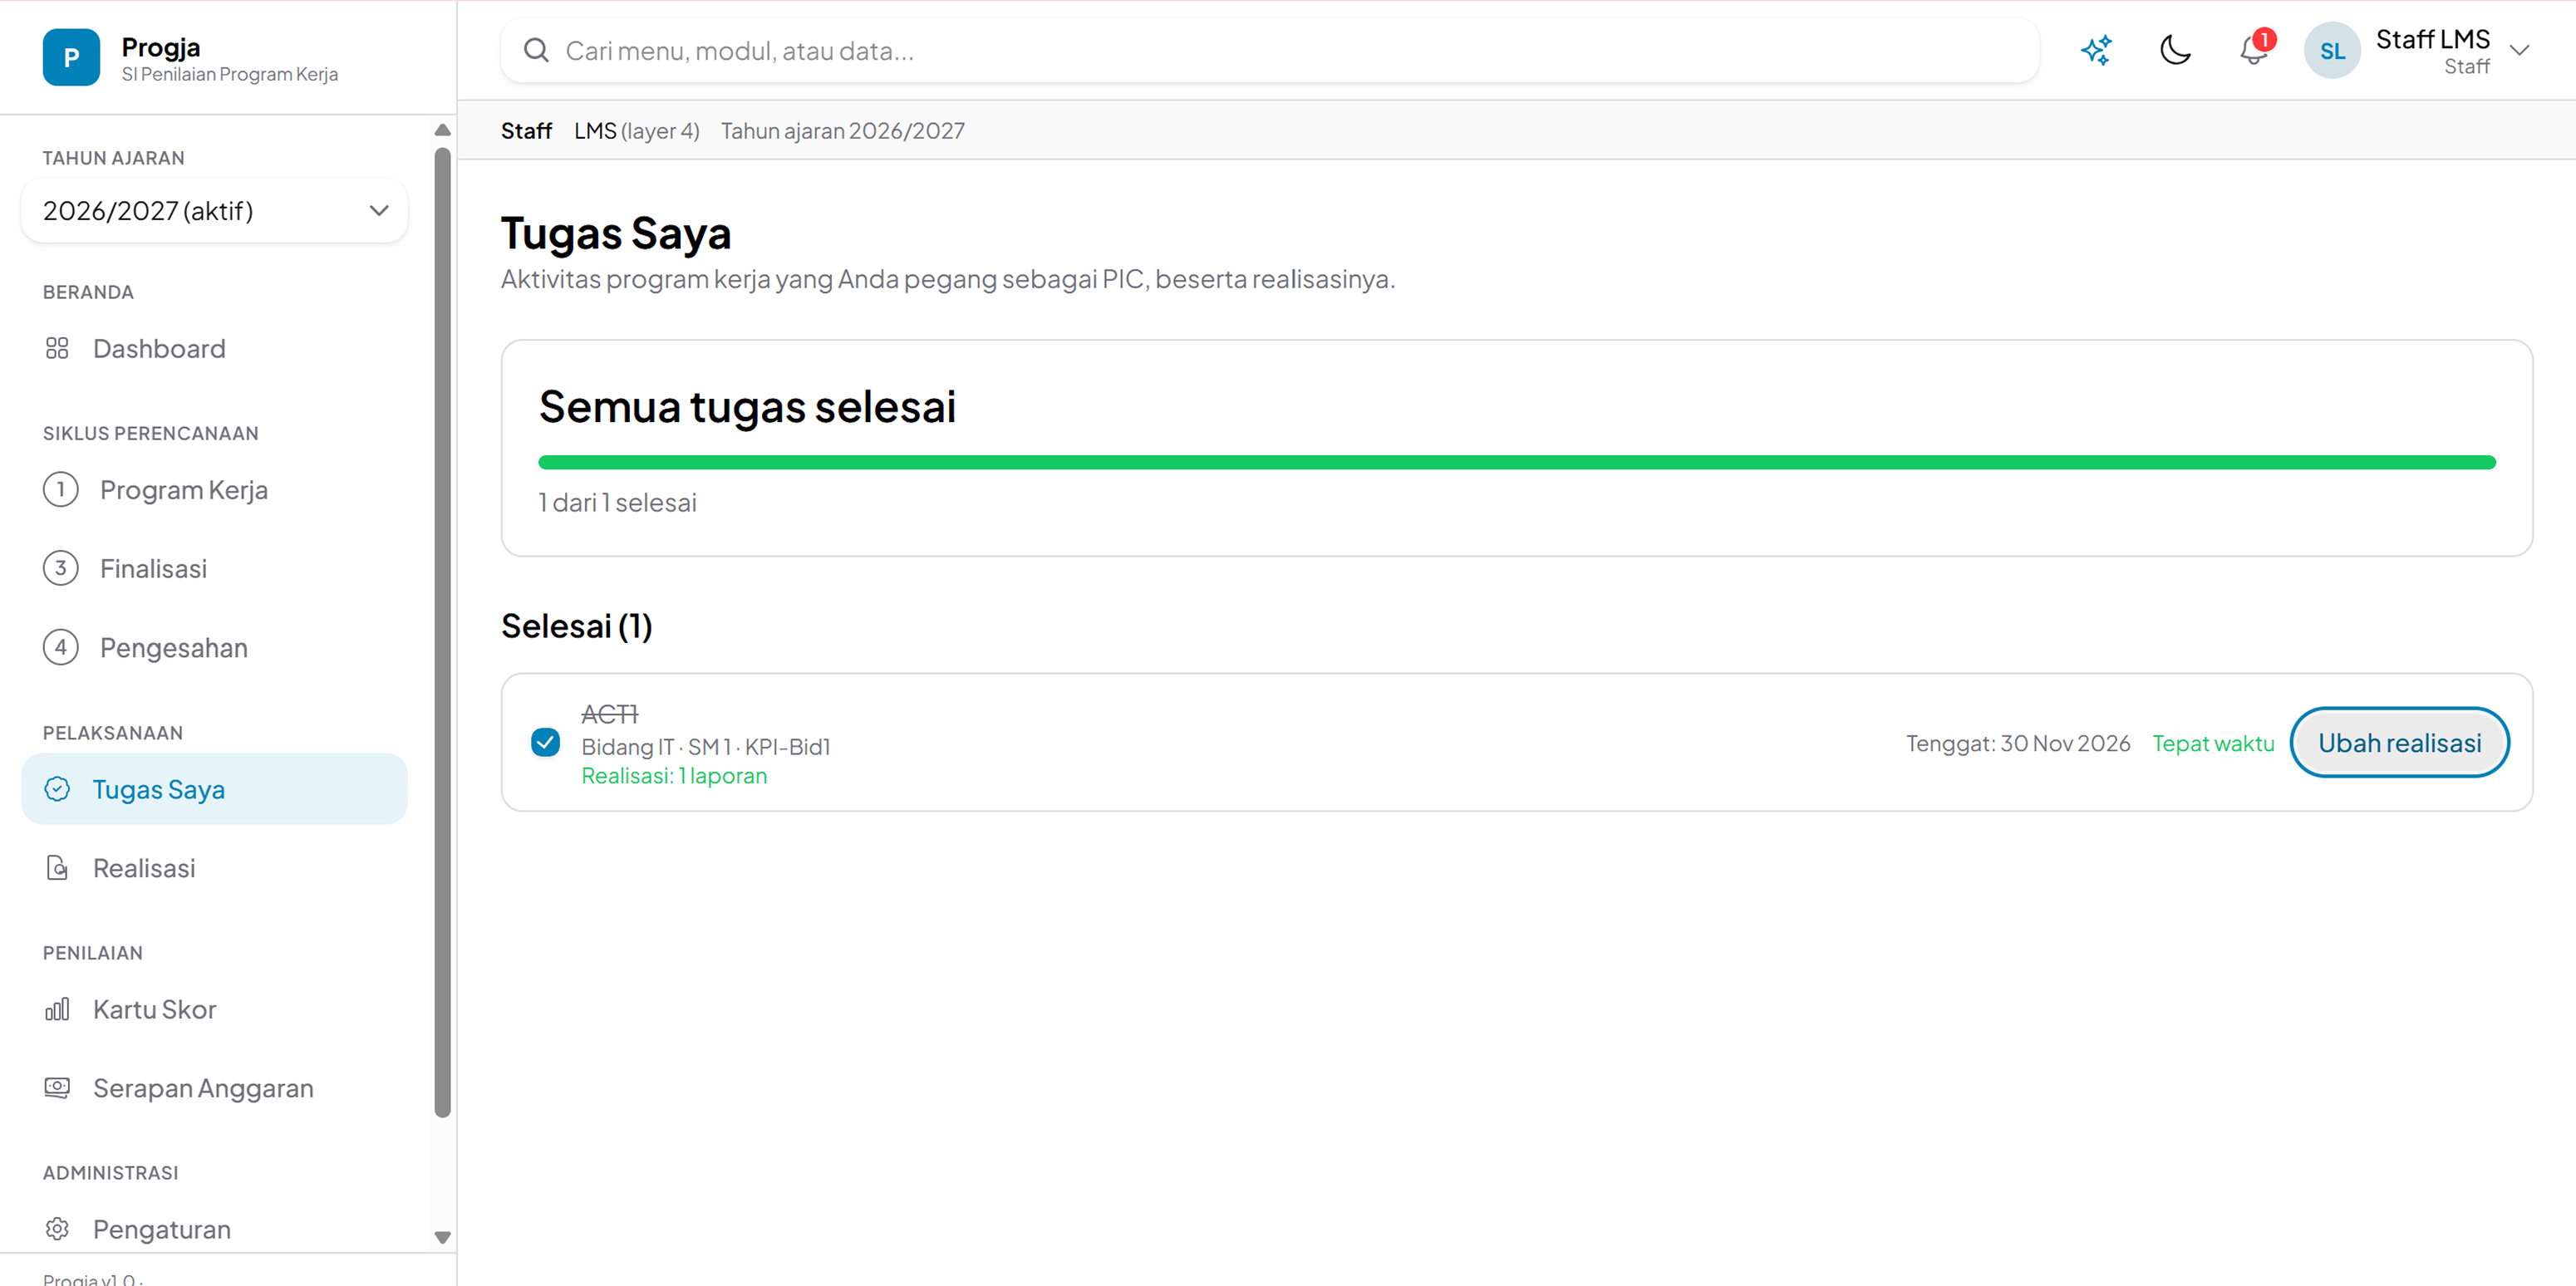 P
Progja
SI Penilaian Program Kerja
TAHUN AJARAN
2026/2027 (aktif)
BERANDA
Dashboard
SIKLUS PERENCANAAN
1 Program Kerja
3 Finalisasi
4 Pengesahan
PELAKSANAAN
Tugas Saya
Realisasi
PENILAIAN
Kartu Skor
Serapan Anggaran
ADMINISTRASI
Pengaturan
Progja v1.0 ·
Cari menu, modul, atau data...
1
SL
Staff LMS
Staff
Staff LMS (layer 4) Tahun ajaran 2026/2027
Tugas Saya
Aktivitas program kerja yang Anda pegang sebagai PIC, beserta realisasinya.
Semua tugas selesai
1 dari 1 selesai
Selesai (1)
ACT1
Bidang IT · SM 1 · KPI-Bid1
Realisasi: 1 laporan
Tenggat: 30 Nov 2026 Tepat waktu Ubah realisasi